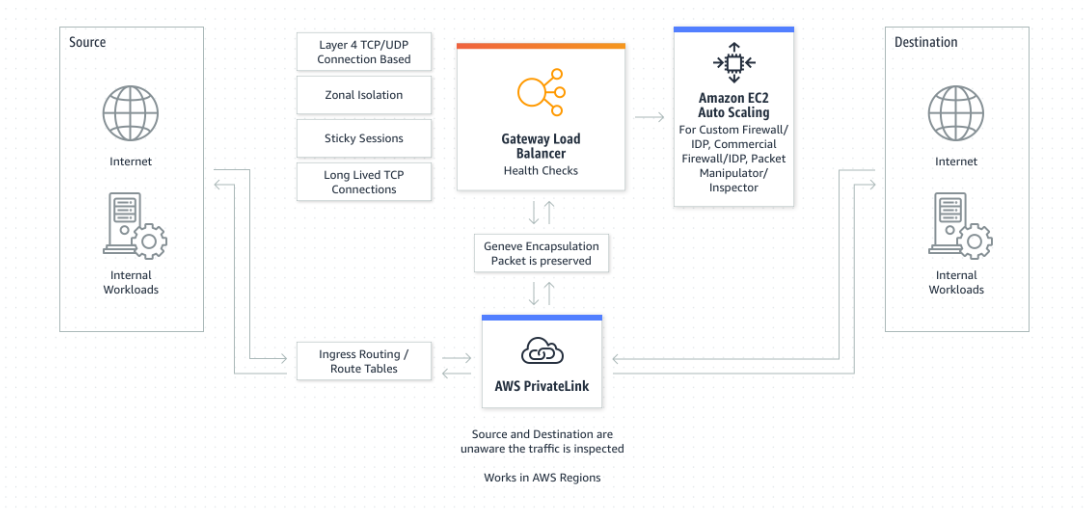 Source
Internet
Internal
Workloads
Layer 4 TCP/UDP
Connection Based
Zonal Isolation
Sticky Sessions
Long Lived TCP
Connections
Gateway Load
Balancer
Health Checks
Amazon EC2
Auto Scaling
For Custom Firewall/
IDP, Commercial
Firewall/IDP, Packet
Manipulator/
Inspector
Geneve Encapsulation
Packet is preserved
Ingress Routing /
Route Tables
AWS PrivateLink
Source and Destination are
unaware the traffic is inspected
Works in AWS Regions
Destination
Internet
Internal
Workloads